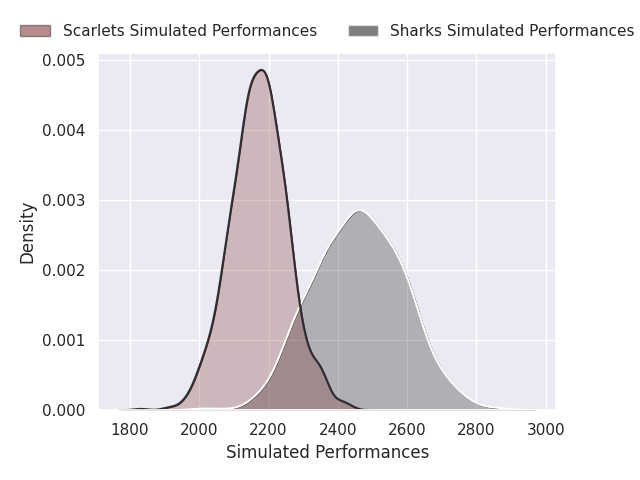 Scarlets Simulated Performances Sharks Simulated Performances
0.005
0.004
0.003
0.002
0.001
0.000
Density
1800 2000 2200 2400 2600 2800 3000
Simulated Performances